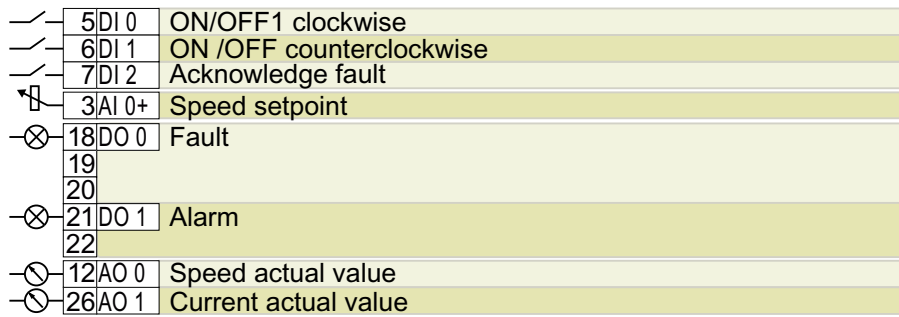 5 DI 0 ON/OFF1 clockwise
6 DI 1 ON /OFF counterclockwise
7 DI 2 Acknowledge fault
3 AI 0+ Speed setpoint
18 DO 0 Fault
19
20
21 DO 1 Alarm
22
12 AO 0 Speed actual value
26 AO 1 Current actual value